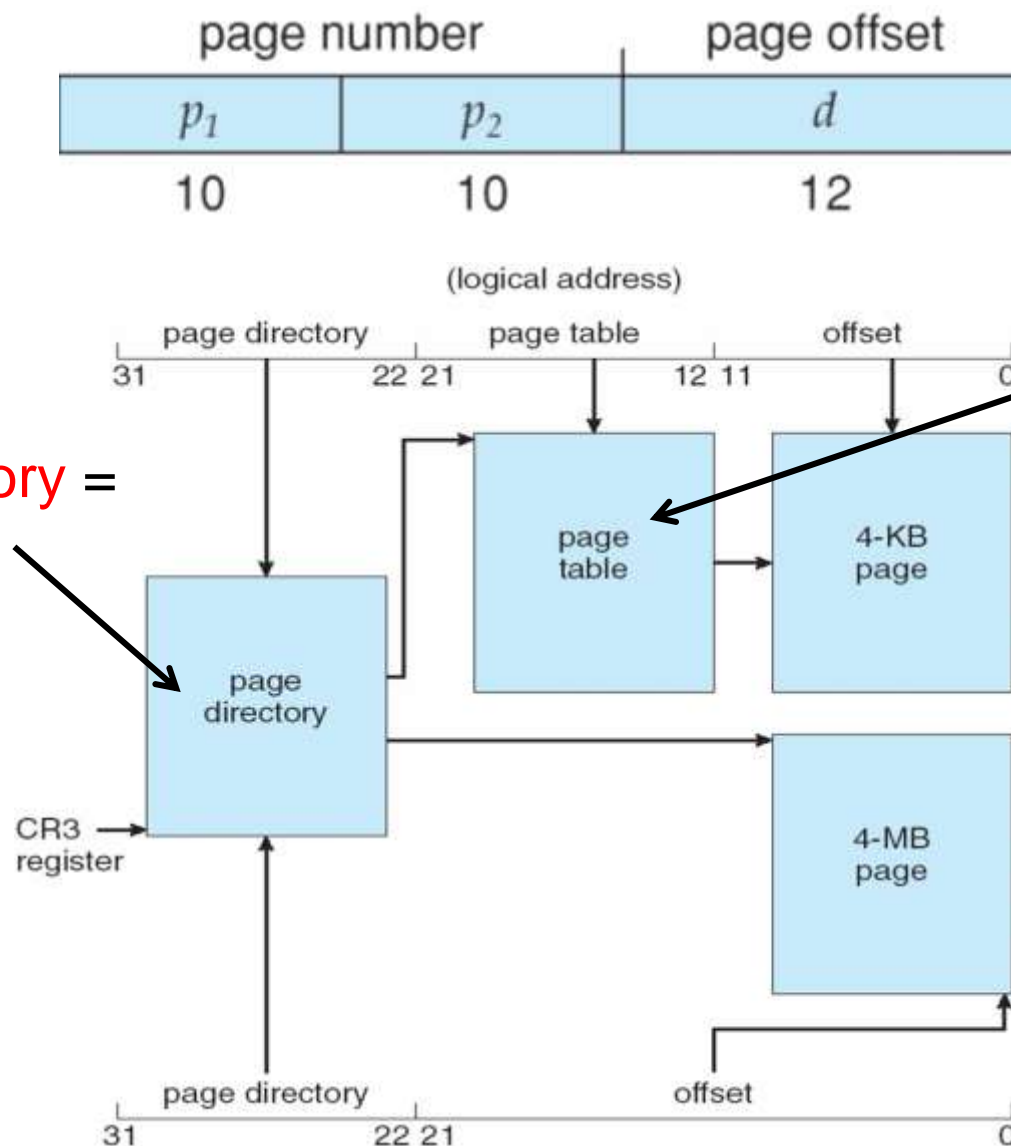 page number page offset
p1 p2 d
10 10 12
(logical address)
page directory page table offset
31 22 21 12 11 0
ory =
page
table
4-KB
page
page
directory
CR3
register
4-MB
page
page directory offset
31 22 21 0